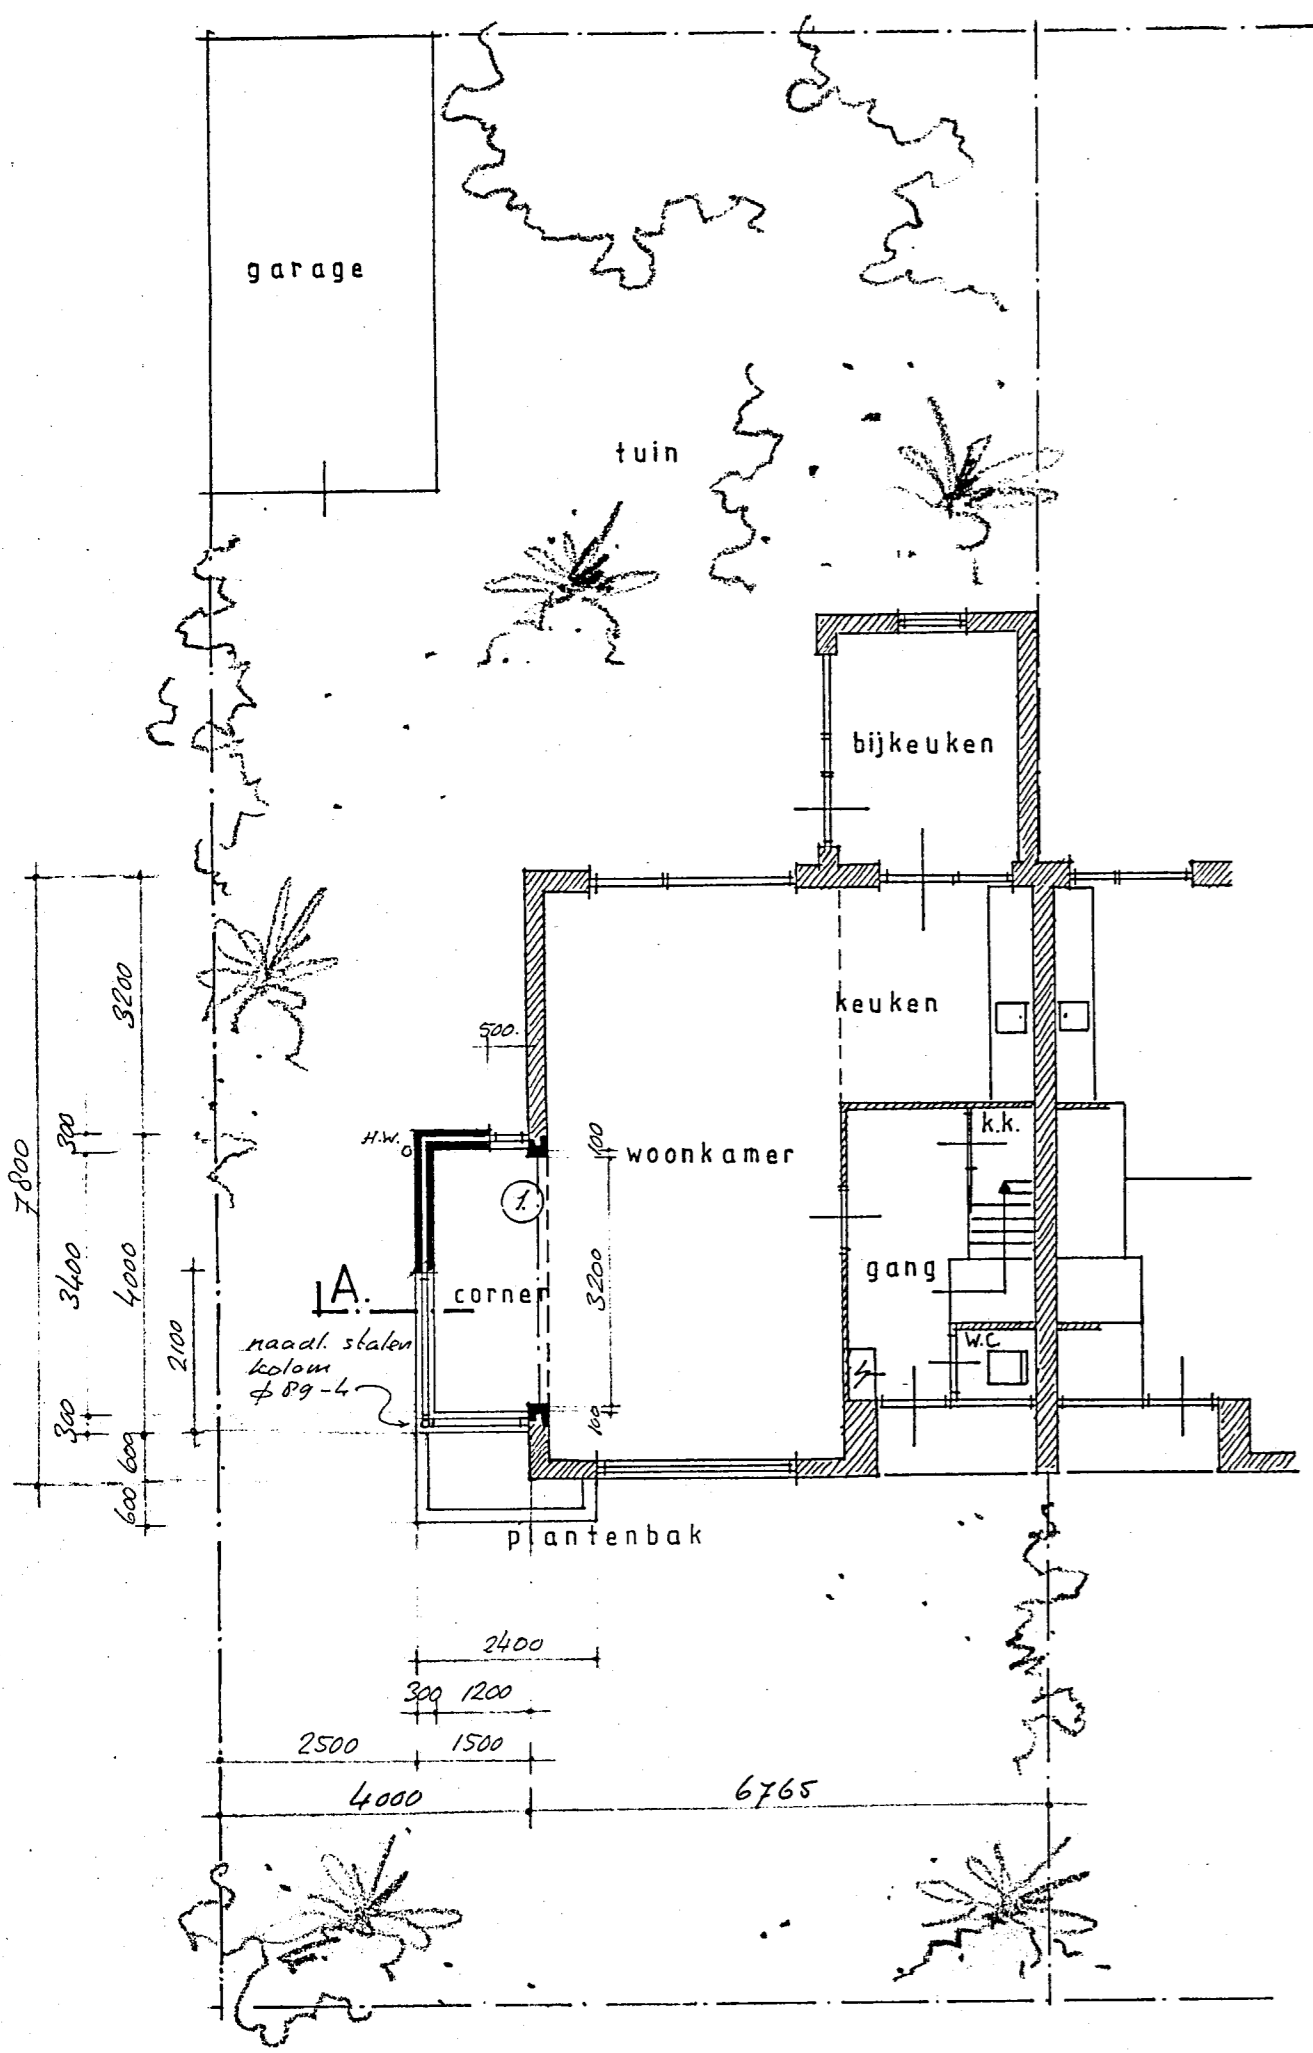 garage
tuin
bijkeuken
keuken
500.
3200
7800
300
3400
4000
2100
300
600
600
H.W.
100
woonkamer
k.k.
1.
3200
A.
corner
gang
naadl. stalen
kolom
ϕ 89-4
W.C.
100
plantenbak
2400
300 1200
2500 1500
4000 6765